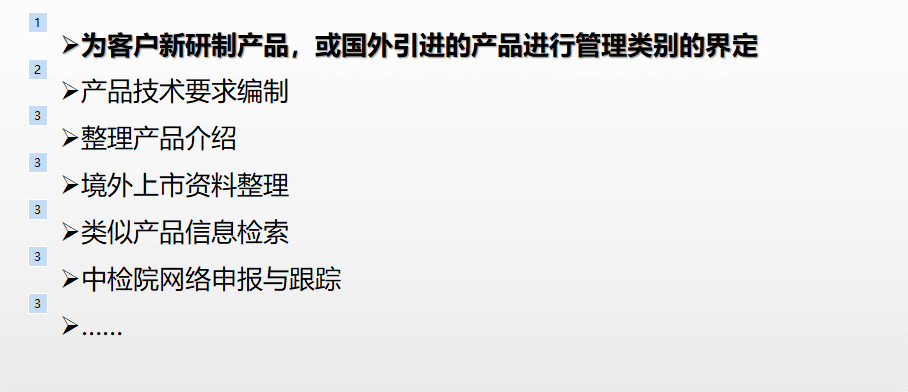 1
➢为客户新研制产品，或国外引进的产品进行管理类别的界定
2
➢产品技术要求编制
3
➢整理产品介绍
3
➢境外上市资料整理
3
➢类似产品信息检索
3
➢中检院网络申报与跟踪
3
➢……